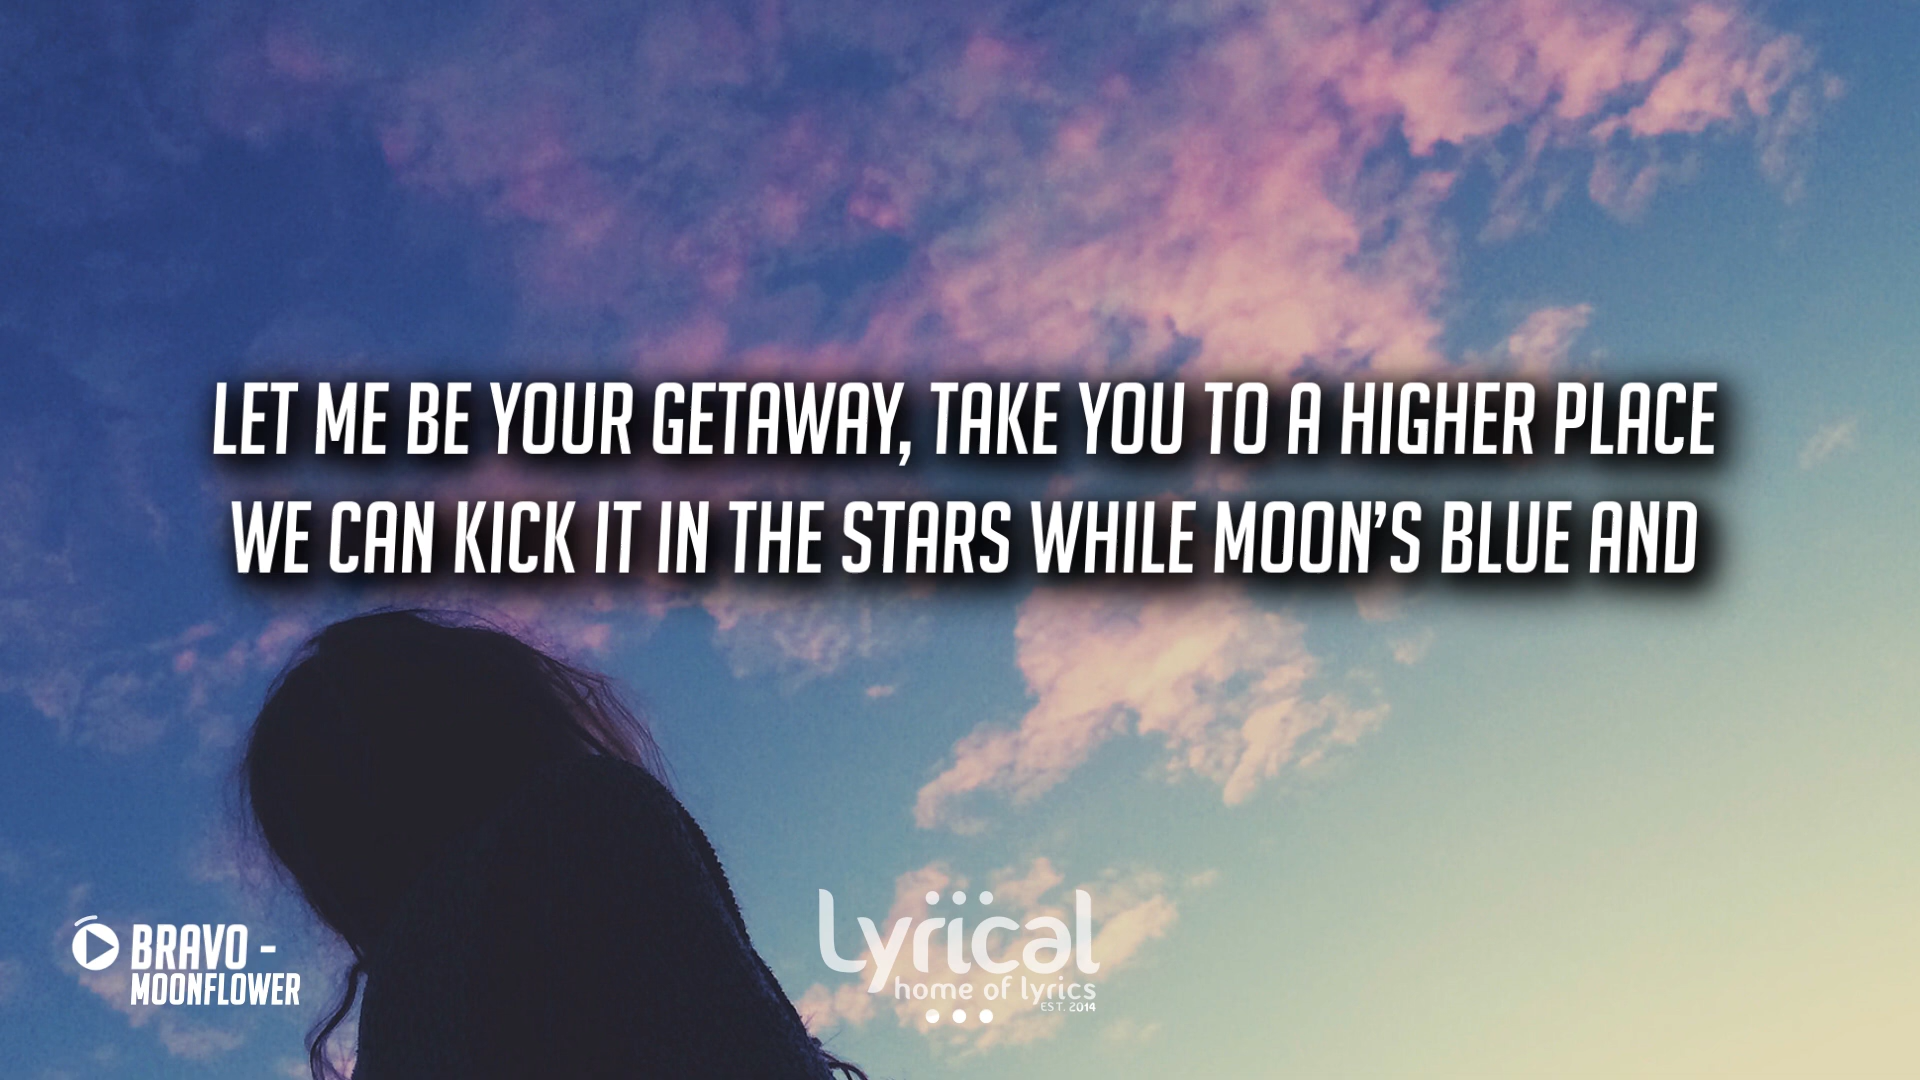 LET ME BE YOUR GETAWAY, TAKE YOU TO A HIGHER PLACE
WE CAN KICK IT IN THE STARS WHILE MOON’S BLUE AND
BRAVO -
MOONFLOWER
Lyrical
home of lyrics
EST. 2014